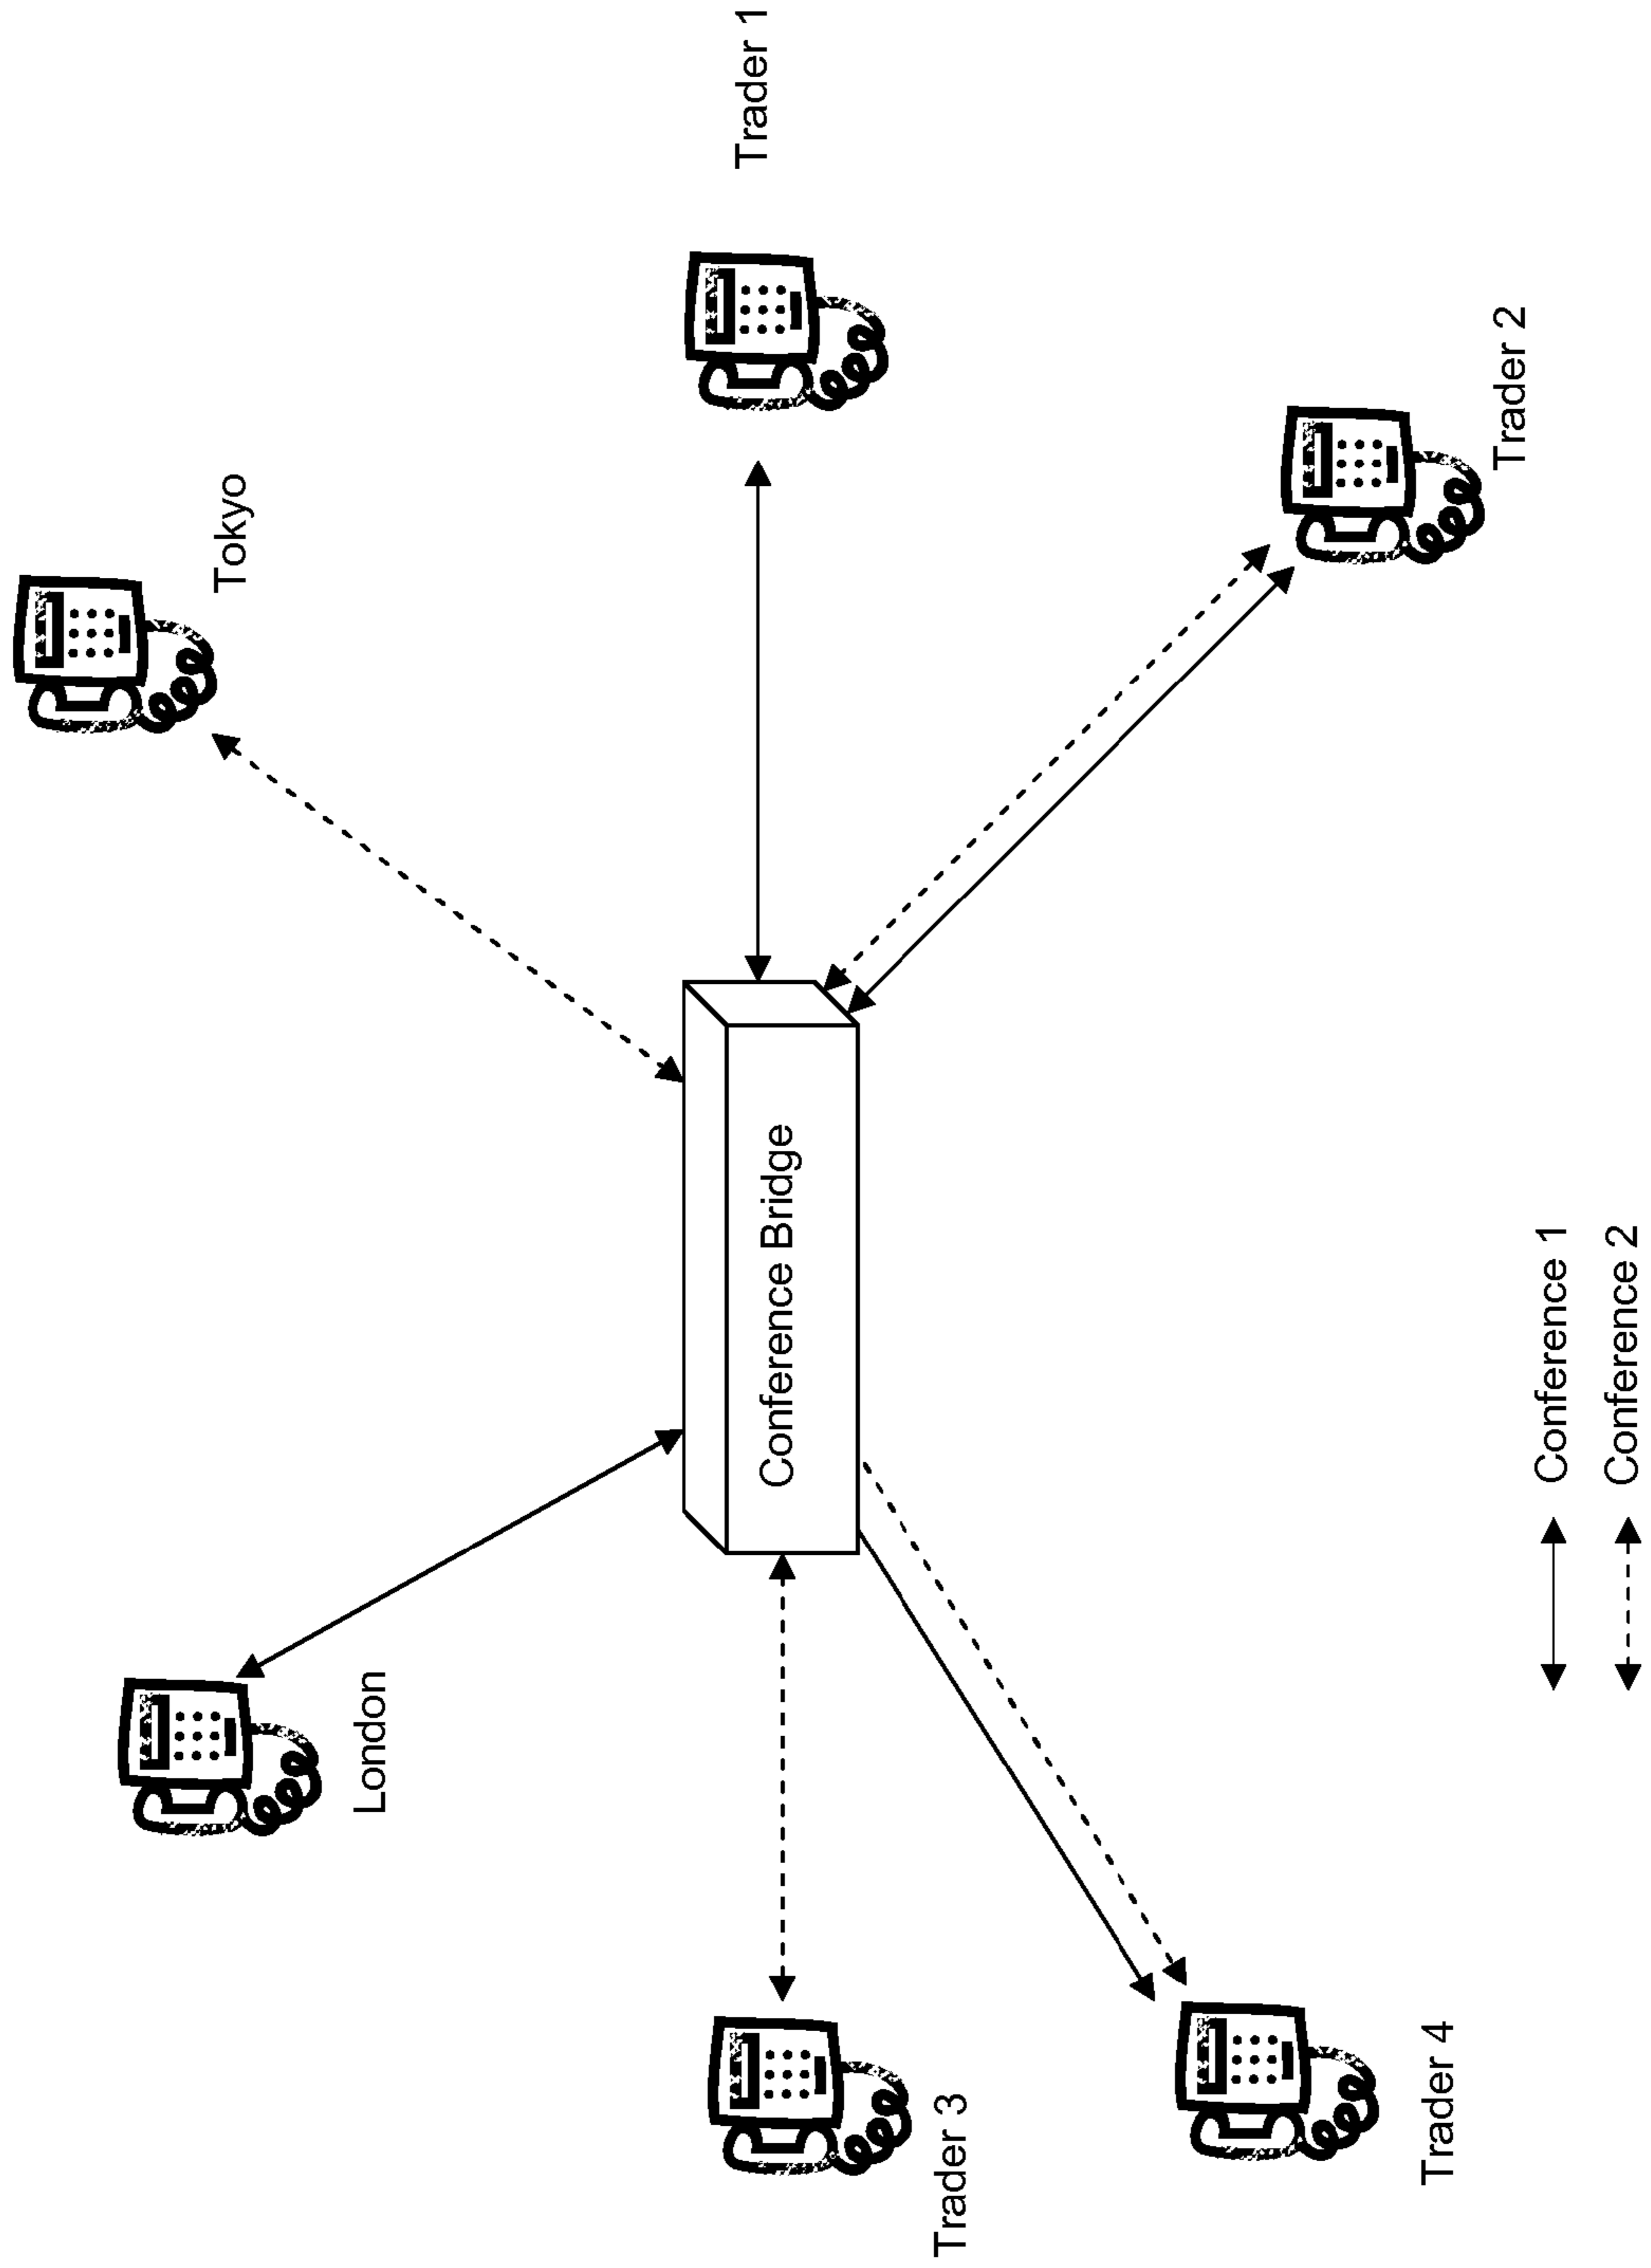 London
Tokyo
Trader 3
Conference Bridge
Trader 1
Trader 4
Trader 2
Conference 1
Conference 2